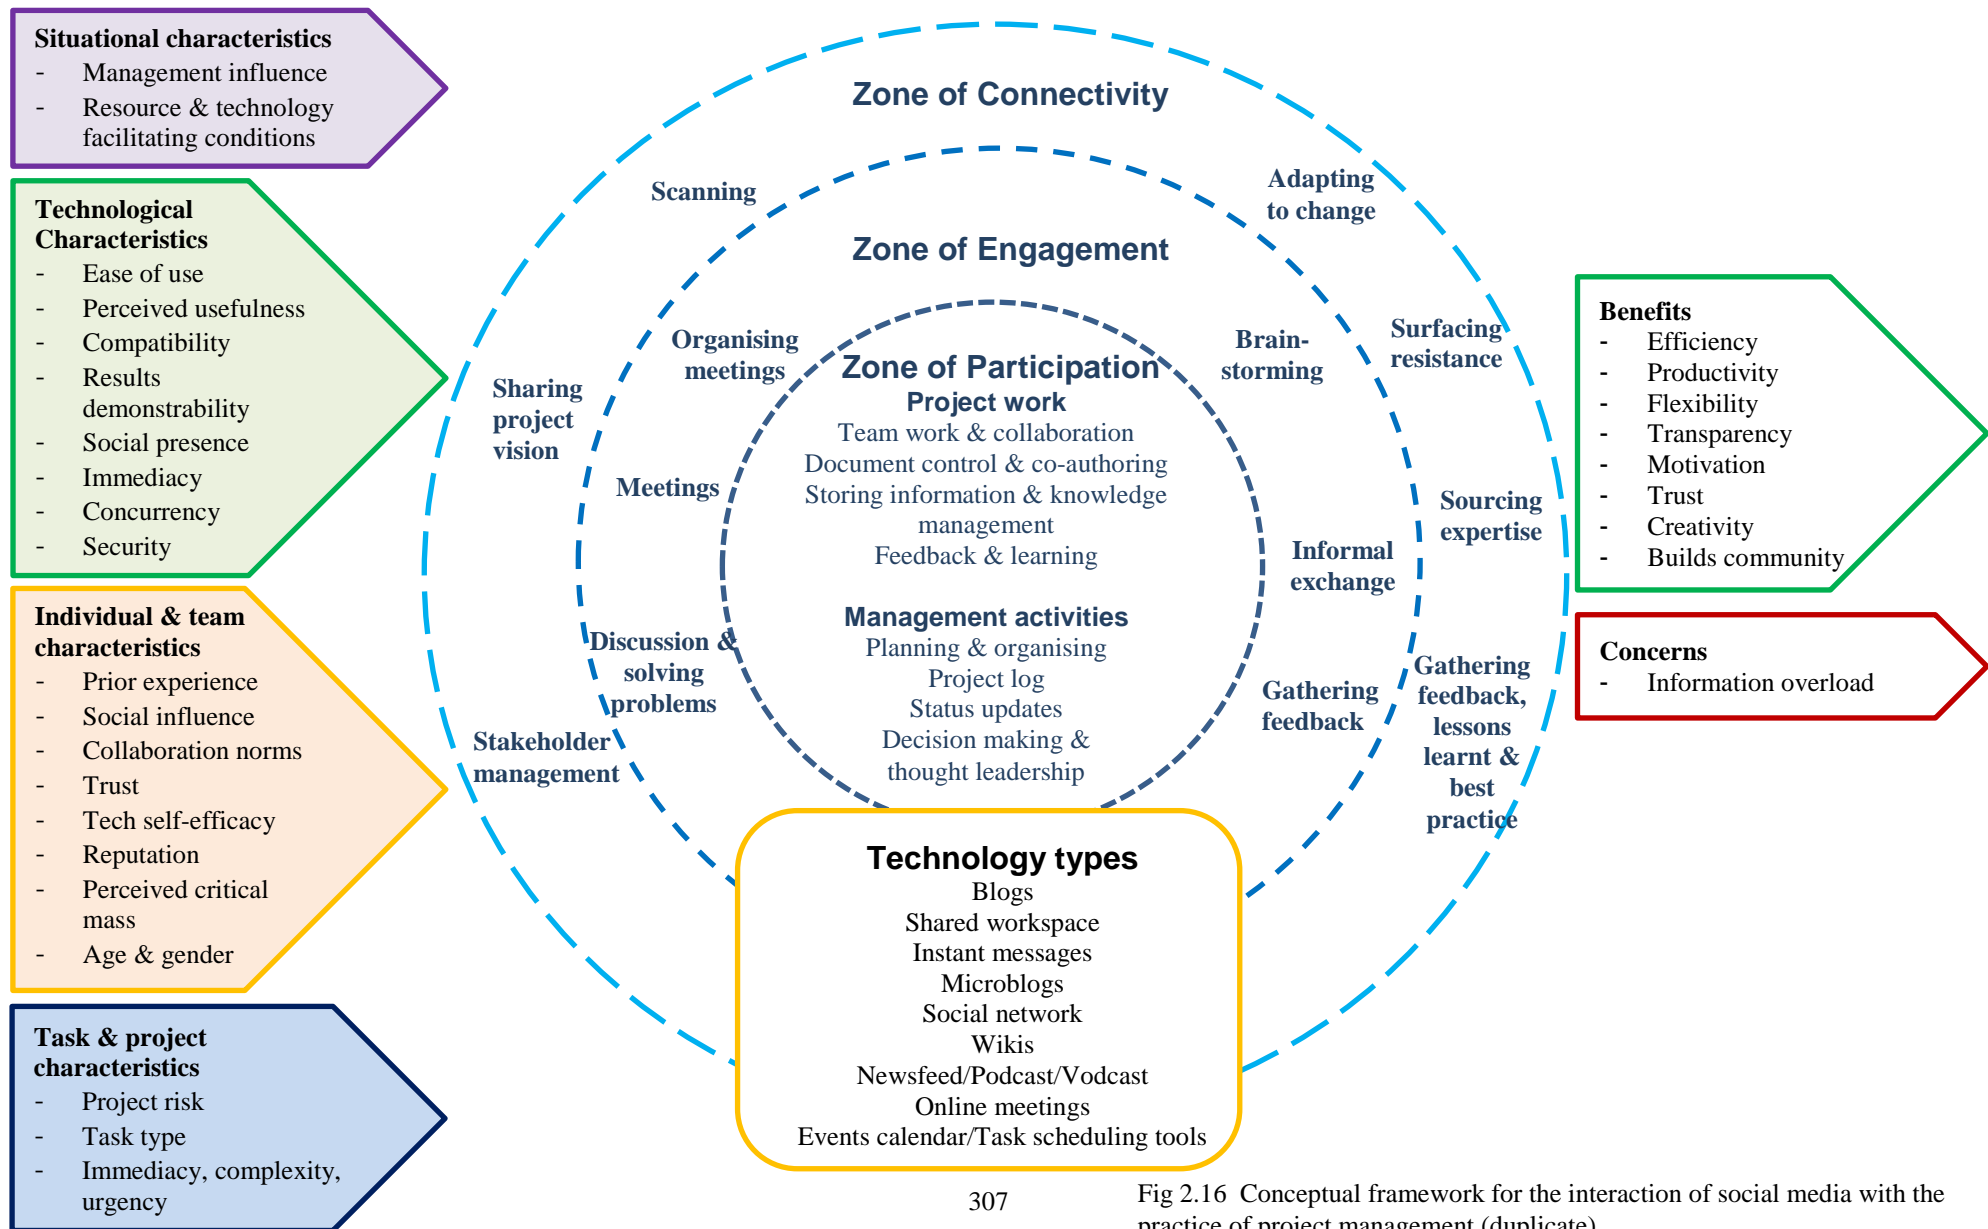 Situational characteristics
- Management influence
- Resource & technology
facilitating conditions
Technological
Characteristics
- Ease of use
- Perceived usefulness
- Compatibility
- Results
demonstrability
- Social presence
- Immediacy
- Concurrency
- Security
Individual & team
characteristics
- Prior experience
- Social influence
- Collaboration norms
- Trust
- Tech self-efficacy
- Reputation
- Perceived critical
mass
- Age & gender
Task & project
characteristics
- Project risk
- Task type
- Immediacy, complexity,
urgency
Zone of Connectivity
Scanning
Adapting
to change
Sharing
project
vision
Surfacing
resistance
Sourcing
expertise
Stakeholder
management
Gathering
feedback,
lessons
learnt &
best
practice
Zone of Engagement
Organising
meetings
Brain-
storming
Meetings
Informal
exchange
Discussion &
solving
problems
Gathering
feedback
Zone of Participation
Project work
Team work & collaboration
Document control & co-authoring
Storing information & knowledge
management
Feedback & learning
Management activities
Planning & organising
Project log
Status updates
Decision making &
thought leadership
Technology types
Blogs
Shared workspace
Instant messages
Microblogs
Social network
Wikis
Newsfeed/Podcast/Vodcast
Online meetings
Events calendar/Task scheduling tools
Benefits
- Efficiency
- Productivity
- Flexibility
- Transparency
- Motivation
- Trust
- Creativity
- Builds community
Concerns
- Information overload
307
Fig 2.16 Conceptual framework for the interaction of social media with the
practice of project management (duplicate)